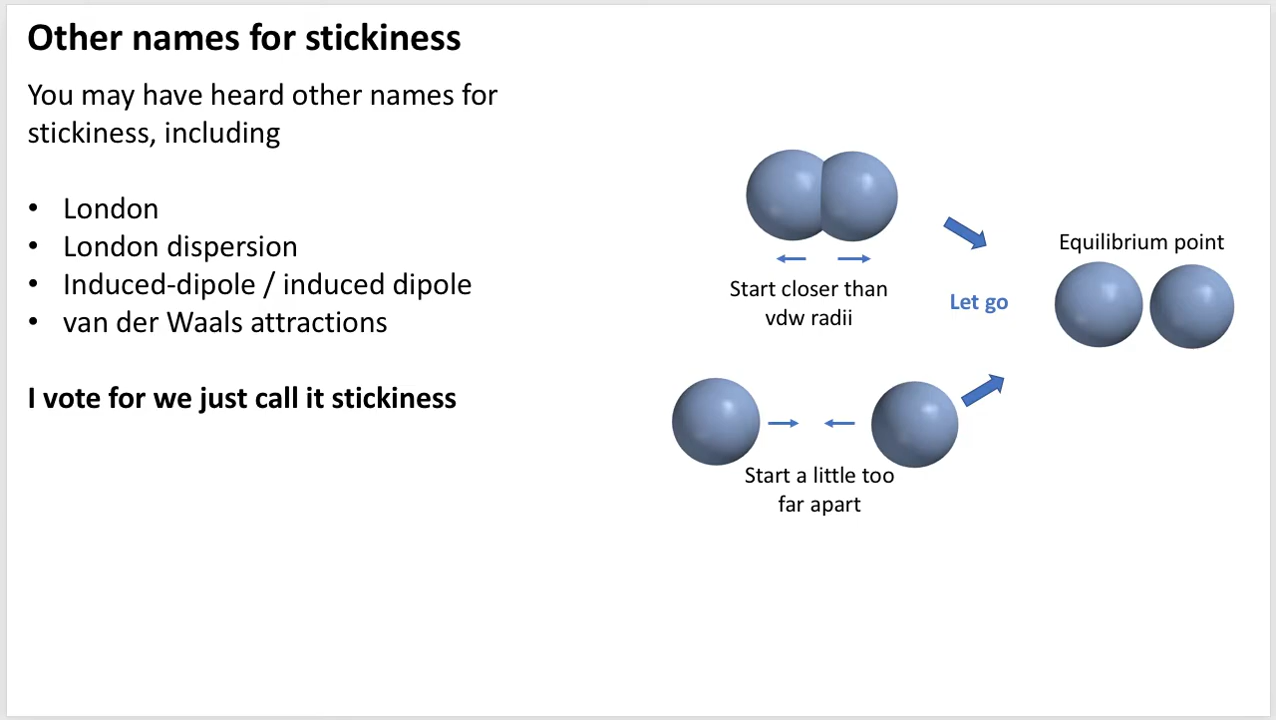 Other names for stickiness
You may have heard other names for
stickiness, including
• London
• London dispersion
• Induced-dipole / induced dipole
• van der Waals attractions
I vote for we just call it stickiness
Start closer than
vdw radii
Let go
Equilibrium point
Start a little too
far apart